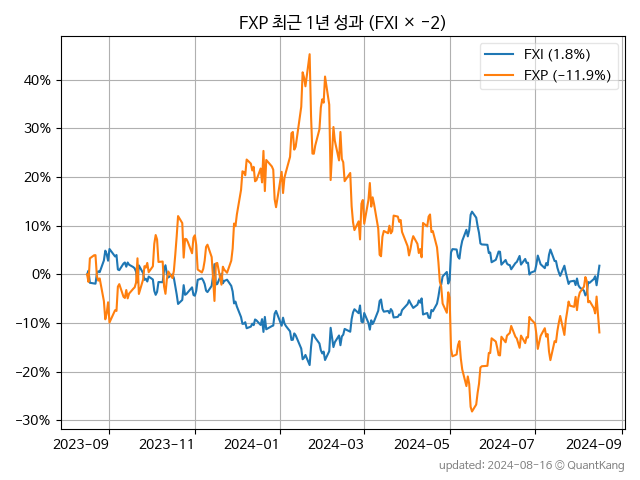 FXP 최근 1년 성과 (FXI × −2)
FXI (1.8%)
FXP (−11.9%)
40%
30%
20%
10%
0%
−10%
−20%
−30%
2023−09 2023−11 2024−01 2024−03 2024−05 2024−07 2024−09
updated: 2024-08-16 © QuantKang